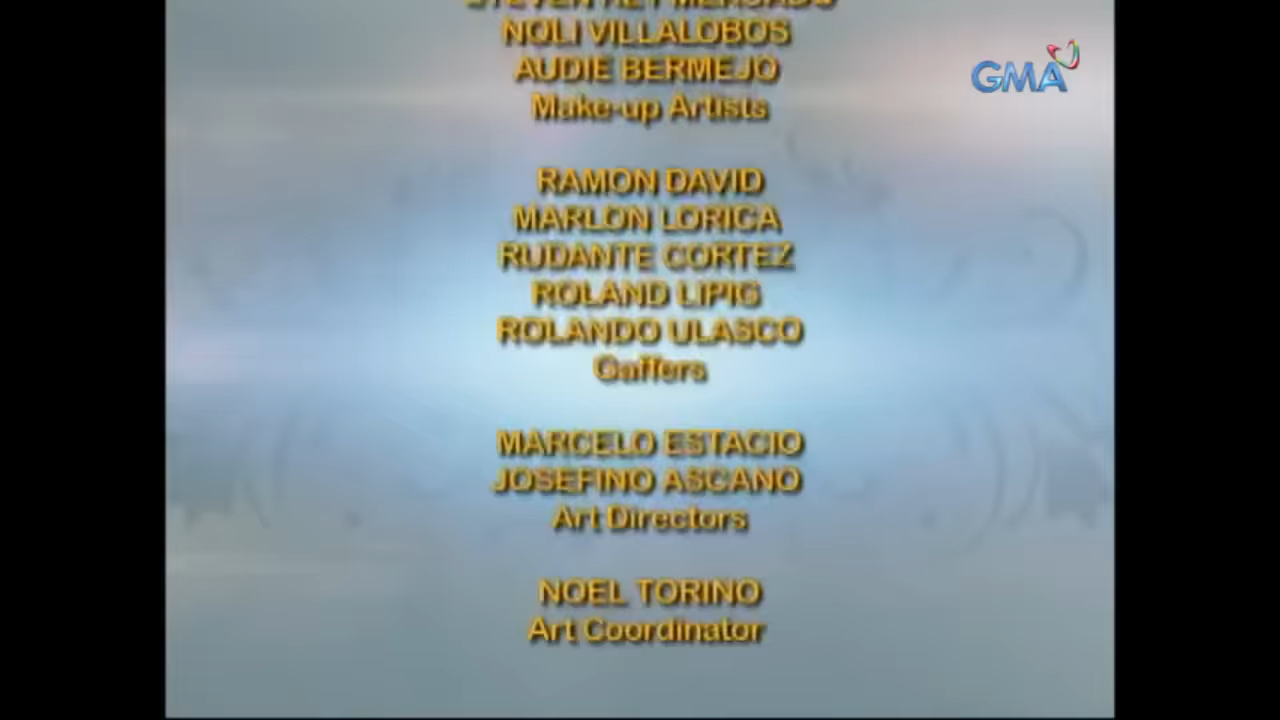 NOLI VILLALOBOS
AUDIE BERMEJO
Make-up Artists
GMA
RAMON DAVID
MARLON LORICA
RUDANTE CORTEZ
ROLAND LIPIG
ROLANDO ULASCO
Gaffers
MARCELO ESTACIO
JOSEFINO ASCANO
Art Directors
NOEL TORINO
Art Coordinator